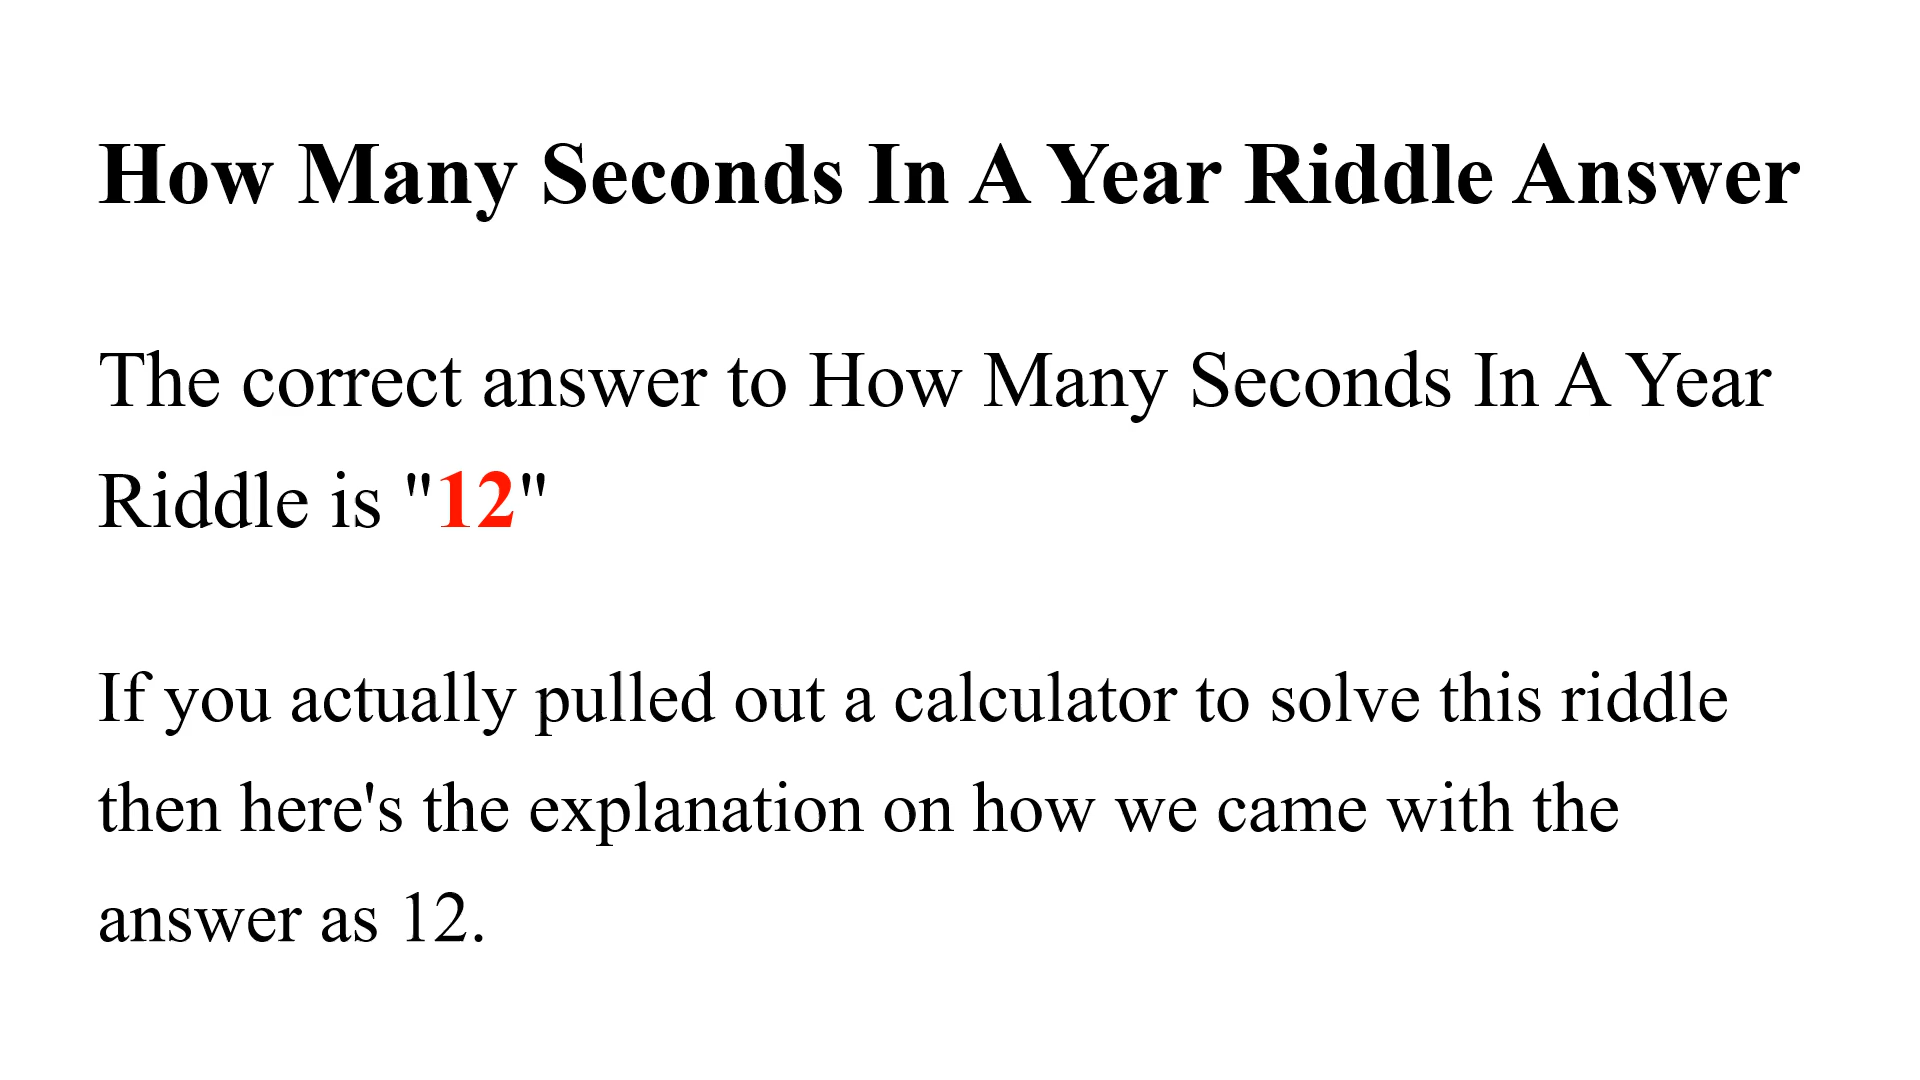 How Many Seconds In A Year Riddle Answer
The correct answer to How Many Seconds In A Year
Riddle is "12"
If you actually pulled out a calculator to solve this riddle
then here's the explanation on how we came with the
answer as 12.